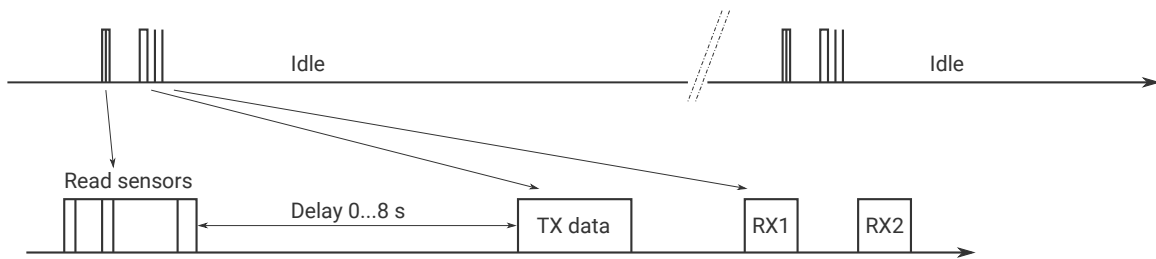 Idle
Idle
Read sensors
Delay 0...8 s
TX data
RX1
RX2